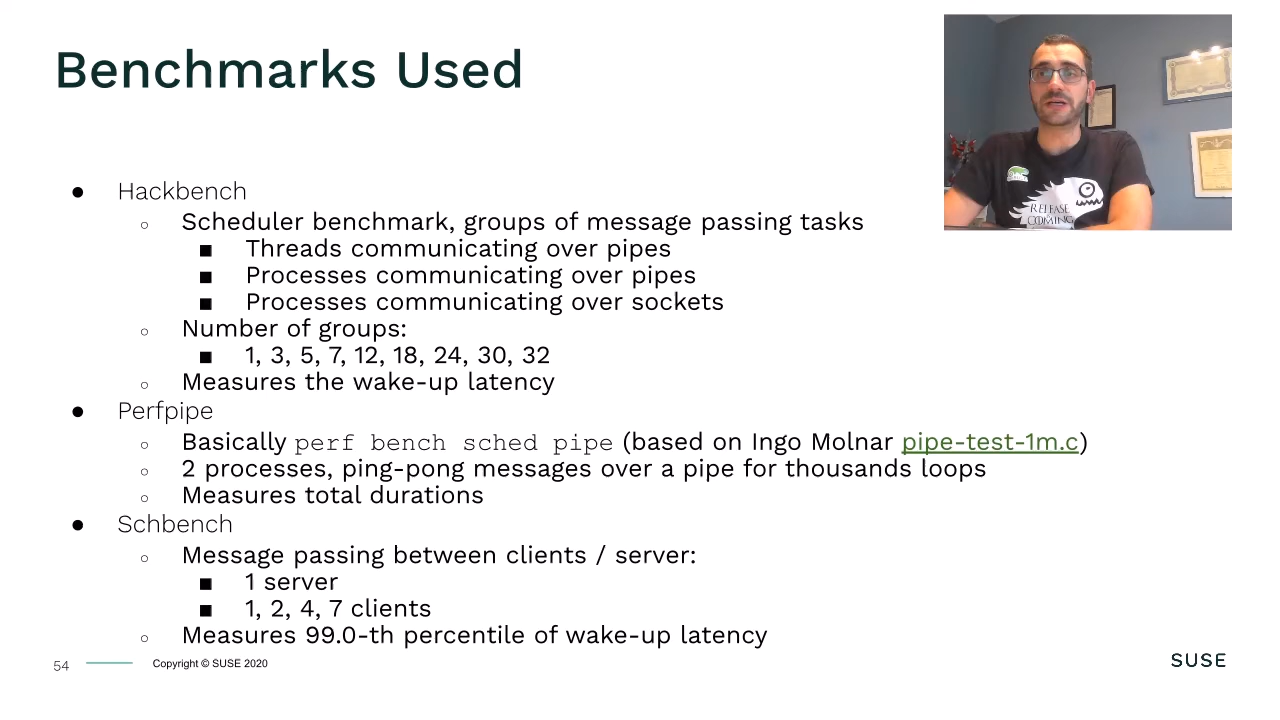 Benchmarks Used
● Hackbench
○ Scheduler benchmark, groups of message passing tasks
■ Threads communicating over pipes
■ Processes communicating over pipes
■ Processes communicating over sockets
○ Number of groups:
■ 1, 3, 5, 7, 12, 18, 24, 30, 32
○ Measures the wake-up latency
● Perfpipe
○ Basically perf bench sched pipe (based on Ingo Molnar pipe-test-1m.c)
○ 2 processes, ping-pong messages over a pipe for thousands loops
○ Measures total durations
● Schbench
○ Message passing between clients / server:
■ 1 server
■ 1, 2, 4, 7 clients
○ Measures 99.0-th percentile of wake-up latency
54
Copyright © SUSE 2020
SUSE
RELEASE
COMING